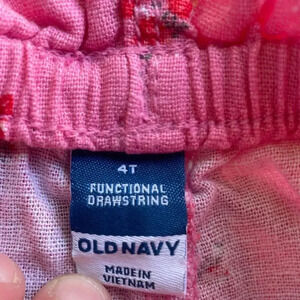 4T
FUNCTIONAL
DRAWSTRING
OLD NAVY
MADE IN
VIETNAM